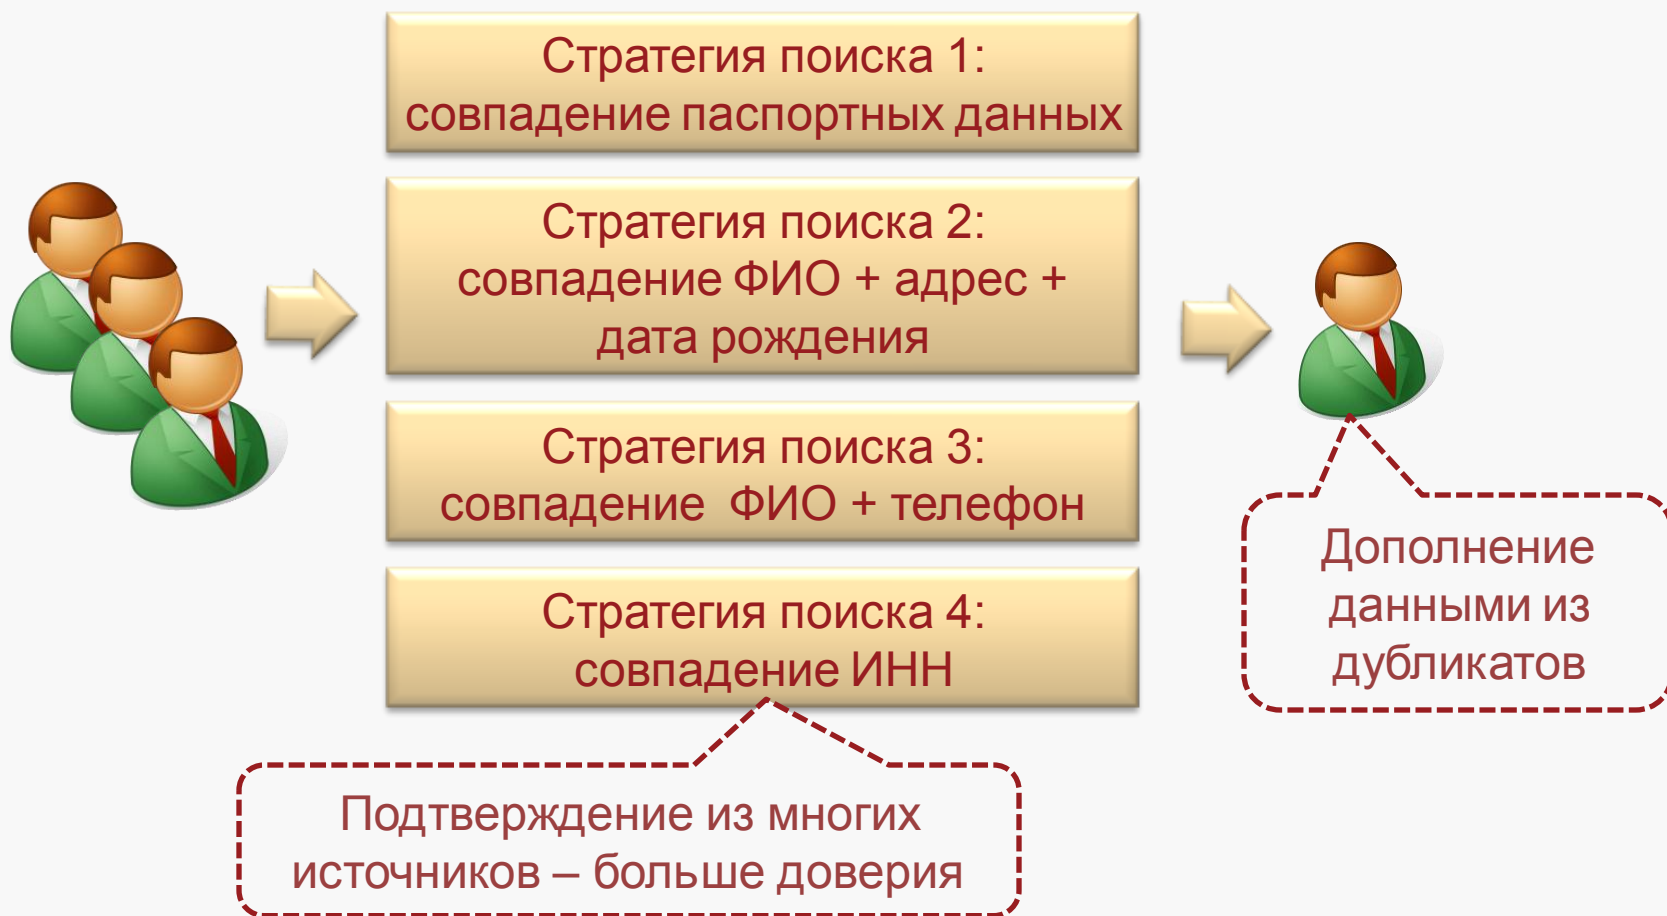 Стратегия поиска 1:
совпадение паспортных данных
Стратегия поиска 2:
совпадение ФИО + адрес +
дата рождения
Стратегия поиска 3:
совпадение ФИО + телефон
Стратегия поиска 4:
совпадение ИНН
Дополнение
данными из
дубликатов
Подтверждение из многих
источников – больше доверия